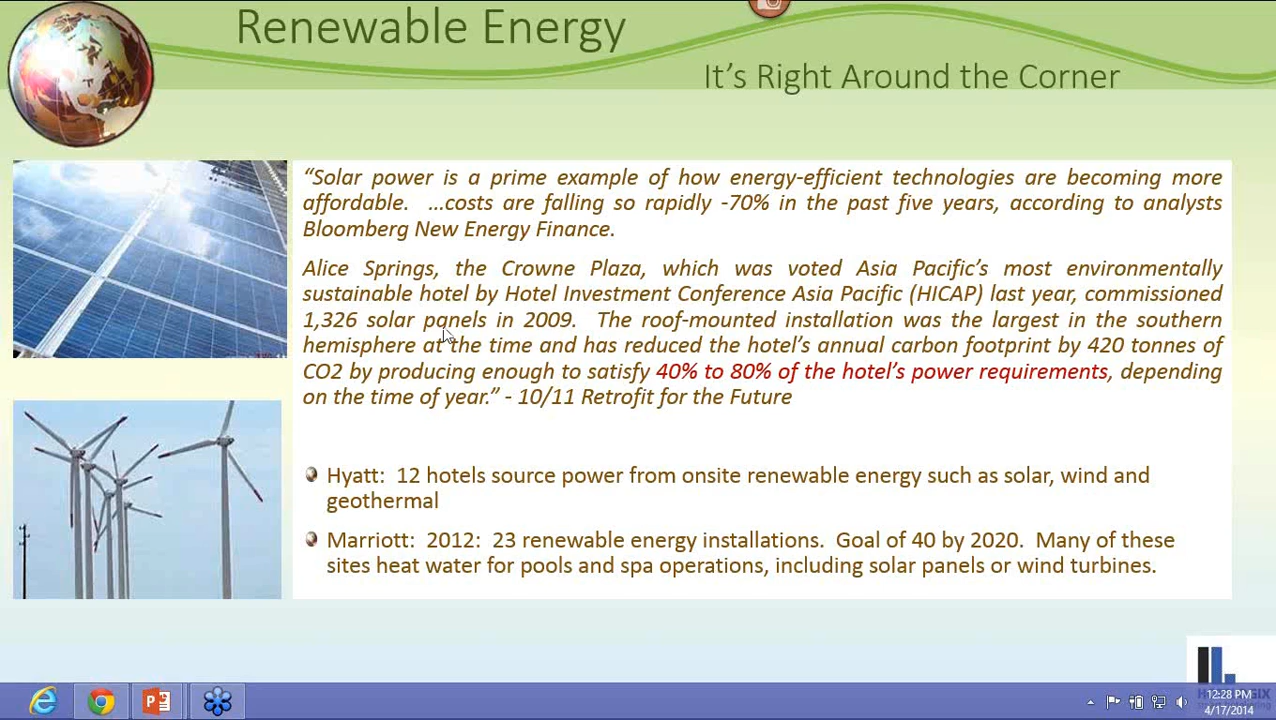 Renewable Energy
It's Right Around the Corner
“Solar power is a prime example of how energy-efficient technologies are becoming more
affordable. …costs are falling so rapidly -70% in the past five years, according to analysts
Bloomberg New Energy Finance.
Alice Springs, the Crowne Plaza, which was voted Asia Pacific's most environmentally
sustainable hotel by Hotel Investment Conference Asia Pacific (HICAP) last year, commissioned
1,326 solar panels in 2009. The roof-mounted installation was the largest in the southern
hemisphere at the time and has reduced the hotel's annual carbon footprint by 420 tonnes of
CO2 by producing enough to satisfy 40% to 80% of the hotel's power requirements, depending
on the time of year.” - 10/11 Retrofit for the Future
Hyatt: 12 hotels source power from onsite renewable energy such as solar, wind and
geothermal
Marriott: 2012: 23 renewable energy installations. Goal of 40 by 2020. Many of these
sites heat water for pools and spa operations, including solar panels or wind turbines.
12:28 PM
4/17/2014